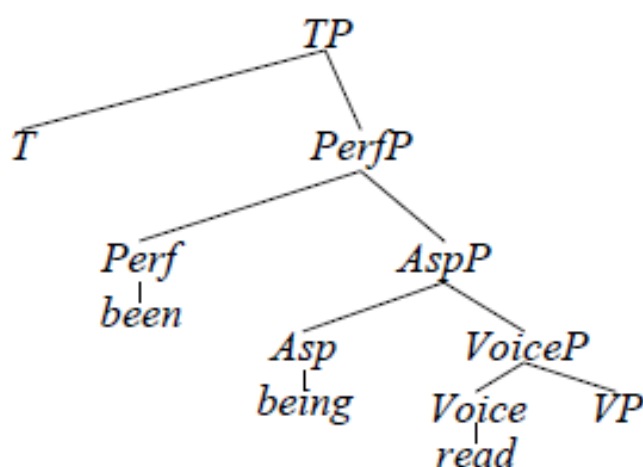 TP
T PerfP
Perf AspP
been
Asp VoiceP
being Voice VP
read